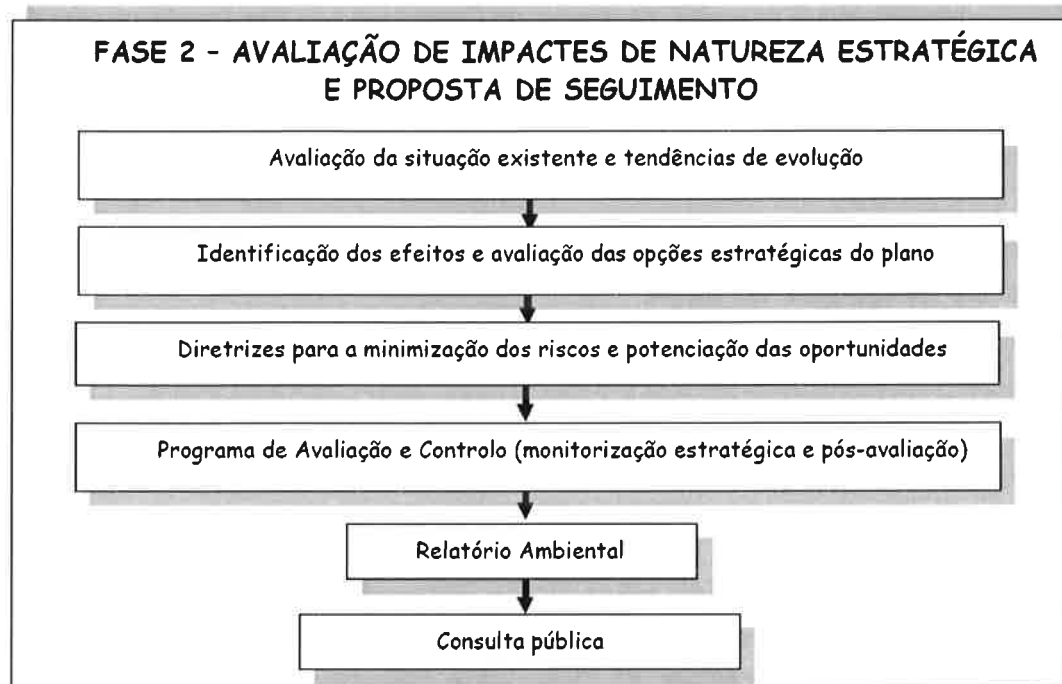 FASE 2 - AVALIAÇÃO DE IMPACTES DE NATUREZA ESTRATÉGICA
E PROPOSTA DE SEGUIMENTO
Avaliação da situação existente e tendências de evolução
Identificação dos efeitos e avaliação das opções estratégicas do plano
Diretrizes para a minimização dos riscos e potenciação das oportunidades
Programa de Avaliação e Controlo (monitorização estratégica e pós-avaliação)
Relatório Ambiental
Consulta pública